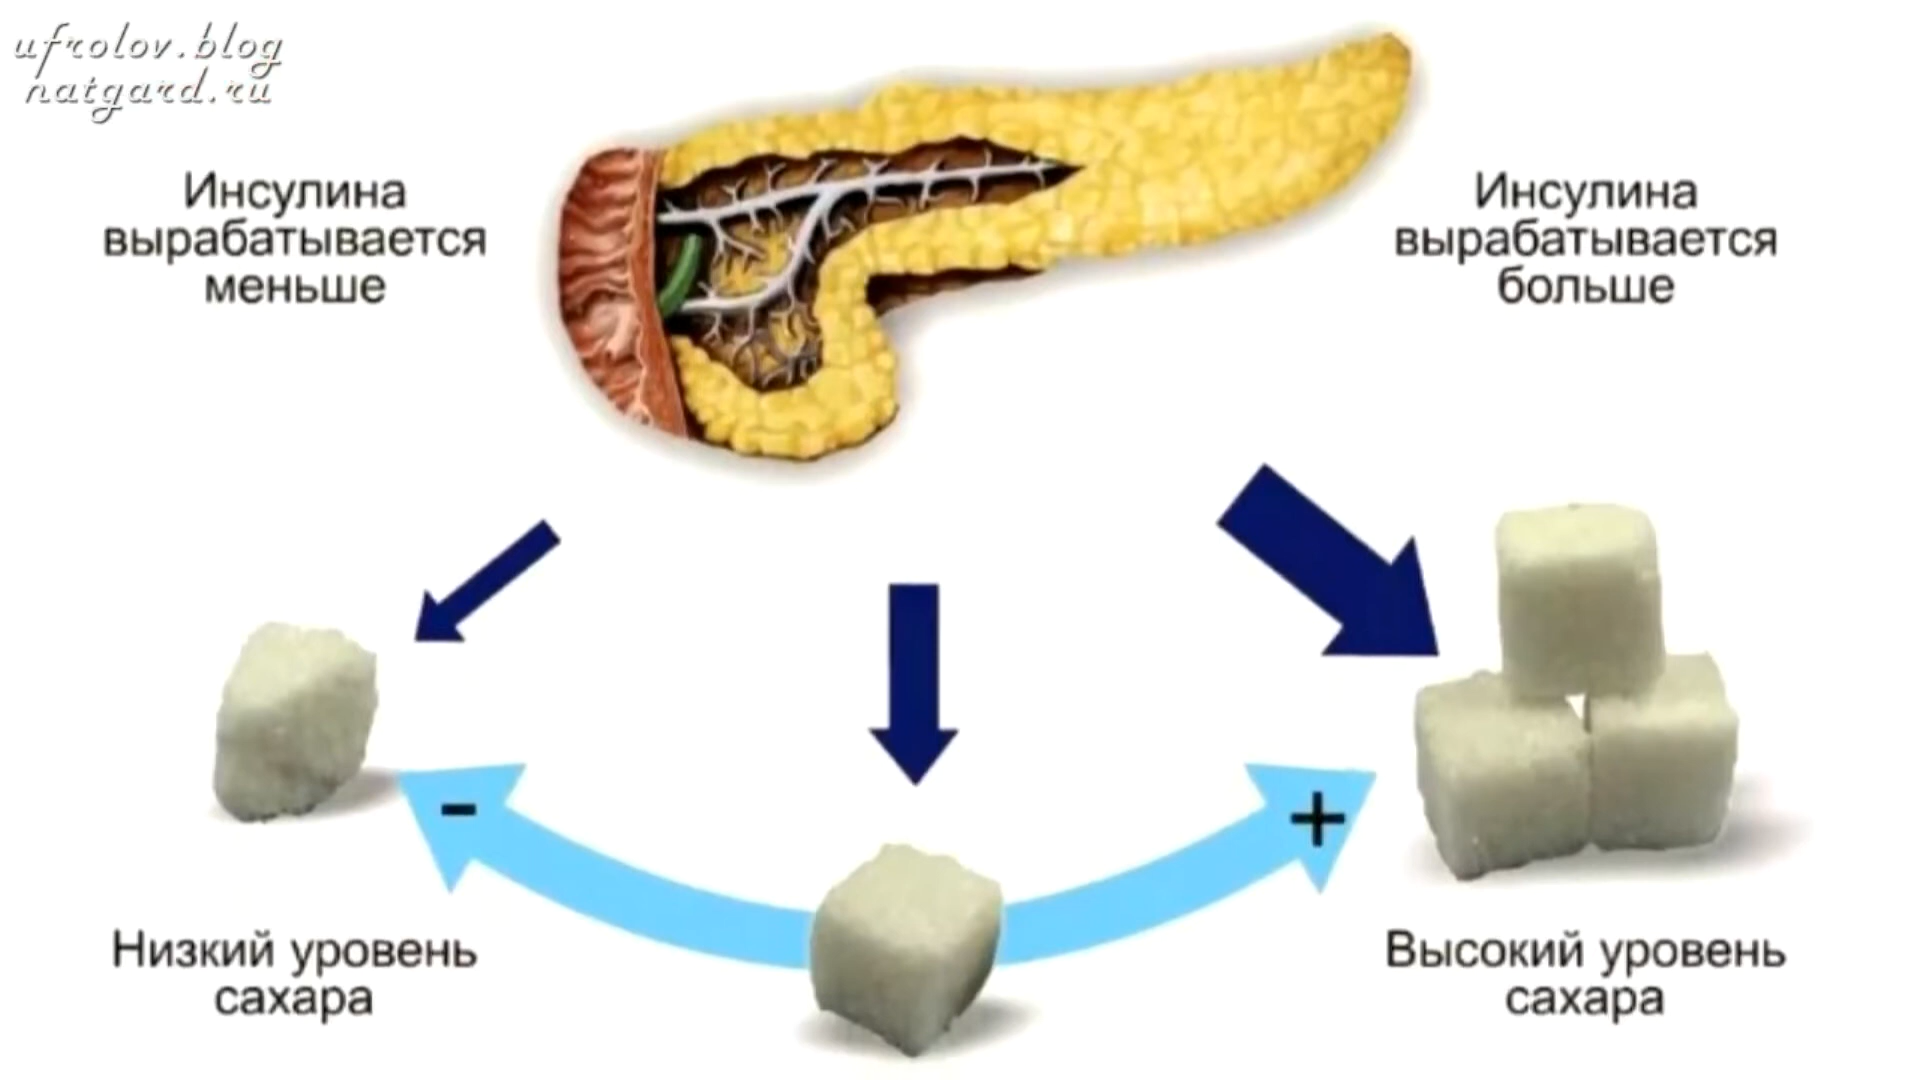 ufrolov.blog
natgard.ru
Инсулина
вырабатывается
меньше
Инсулина
вырабатывается
больше
-
+
Низкий уровень
сахара
Высокий уровень
сахара